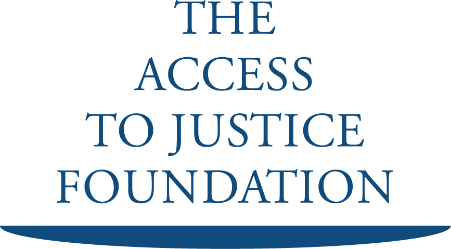 THE
ACCESS
TO JUSTICE
FOUNDATION